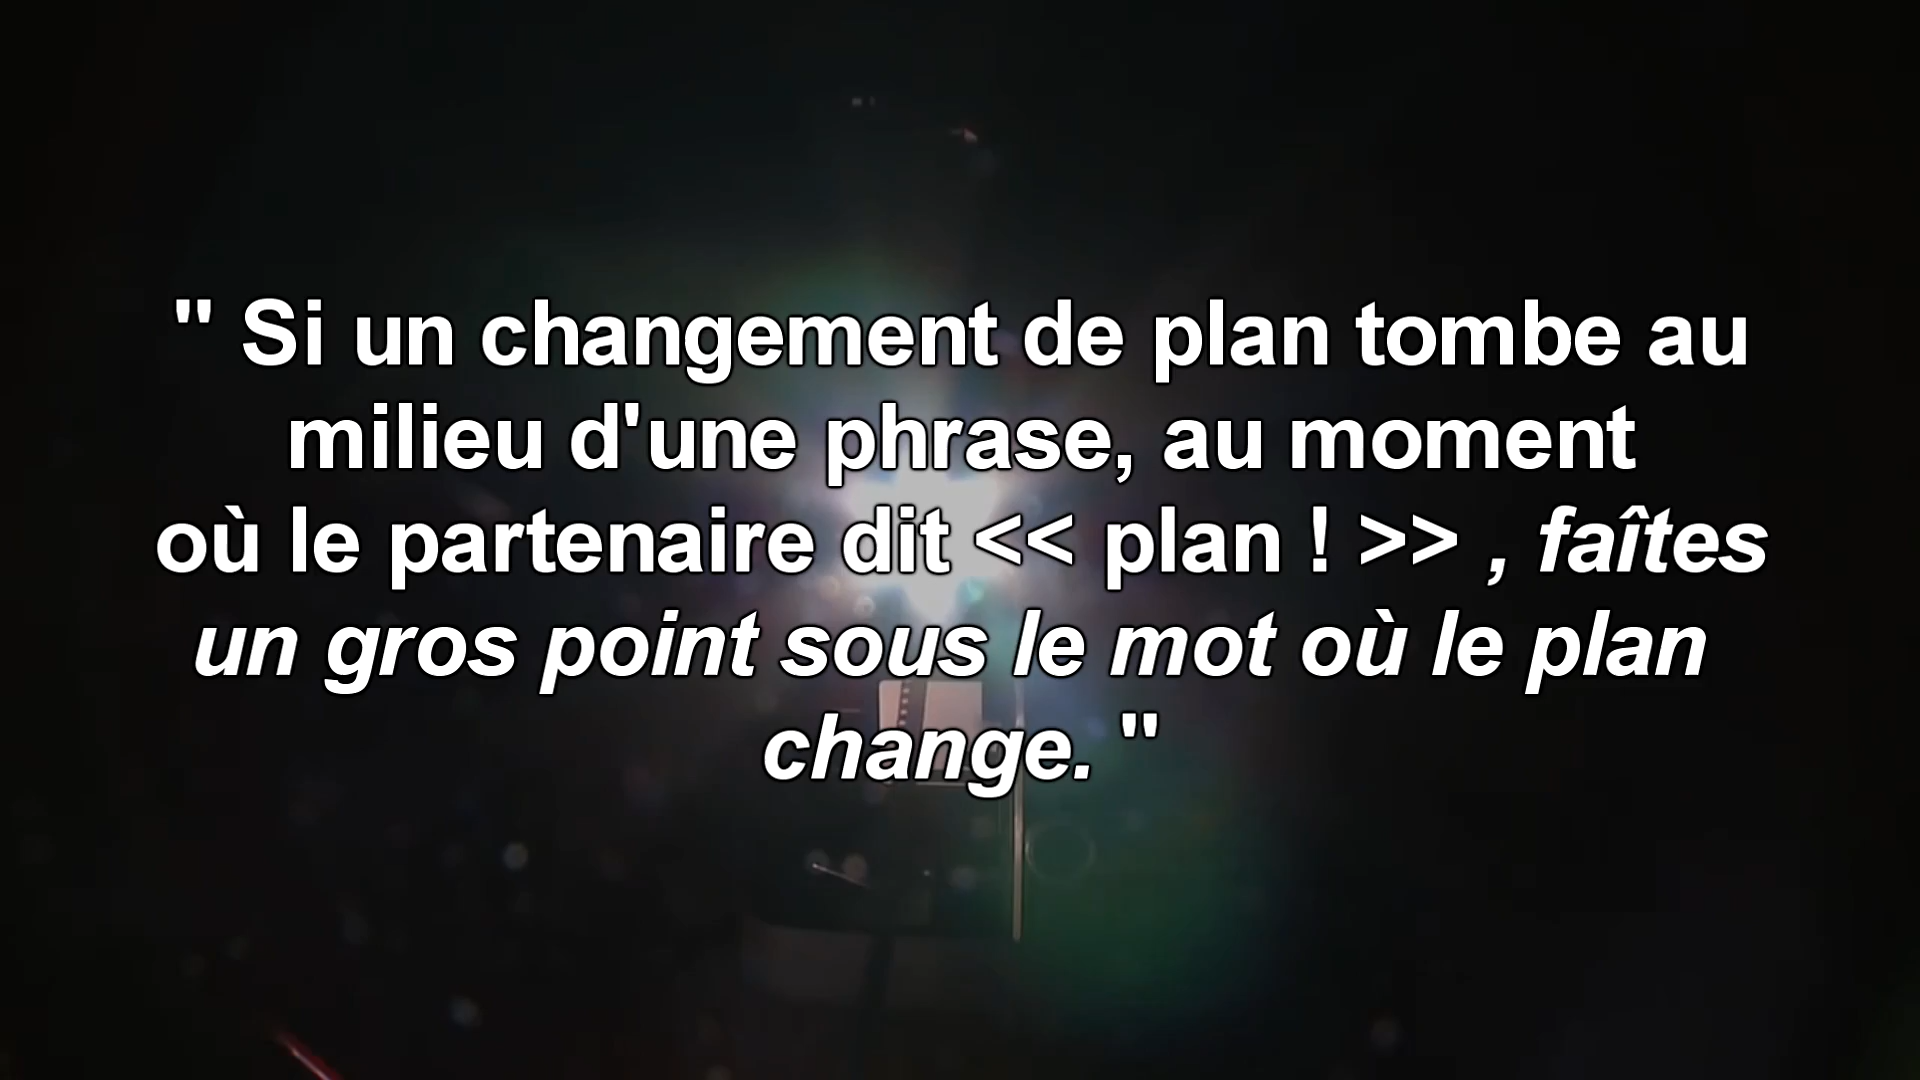 " Si un changement de plan tombe au
milieu d'une phrase, au moment
où le partenaire dit << plan ! >> , faîtes
un gros point sous le mot où le plan
change. "